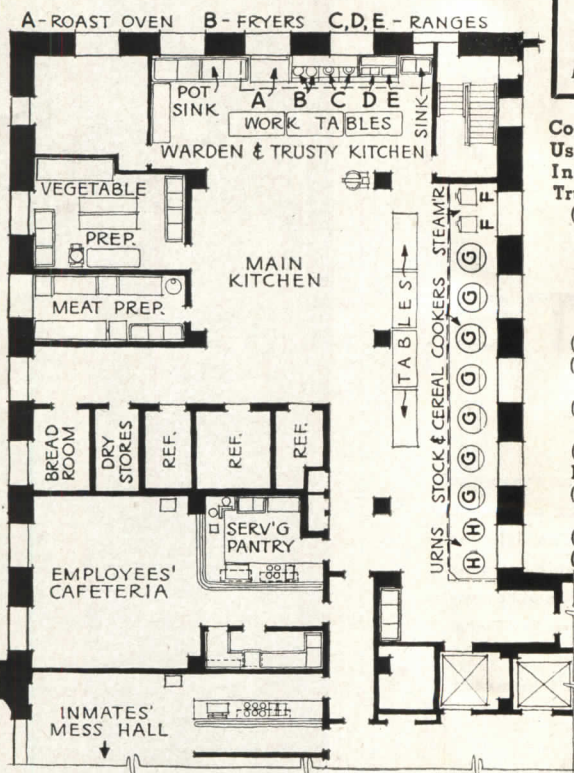 A-ROAST OVEN B-FRYERS C,D,E.-RANGES
POT
SINK
A
B
C
D
E
SINK
WORK TABLES
WARDEN & TRUSTY KITCHEN
VEGETABLE
PREP.
MEAT PREP.
MAIN
KITCHEN
TABLES
STEAM'R
F
F
STOCK & CEREAL COOKERS
G
G
G
G
G
G
G
URNS
H
H
BREAD
ROOM
DRY
STORES
REF.
REF.
REF.
SERV'G
PANTRY
EMPLOYEES'
CAFETERIA
INMATES'
MESS HALL
Co
Us
In
Tr